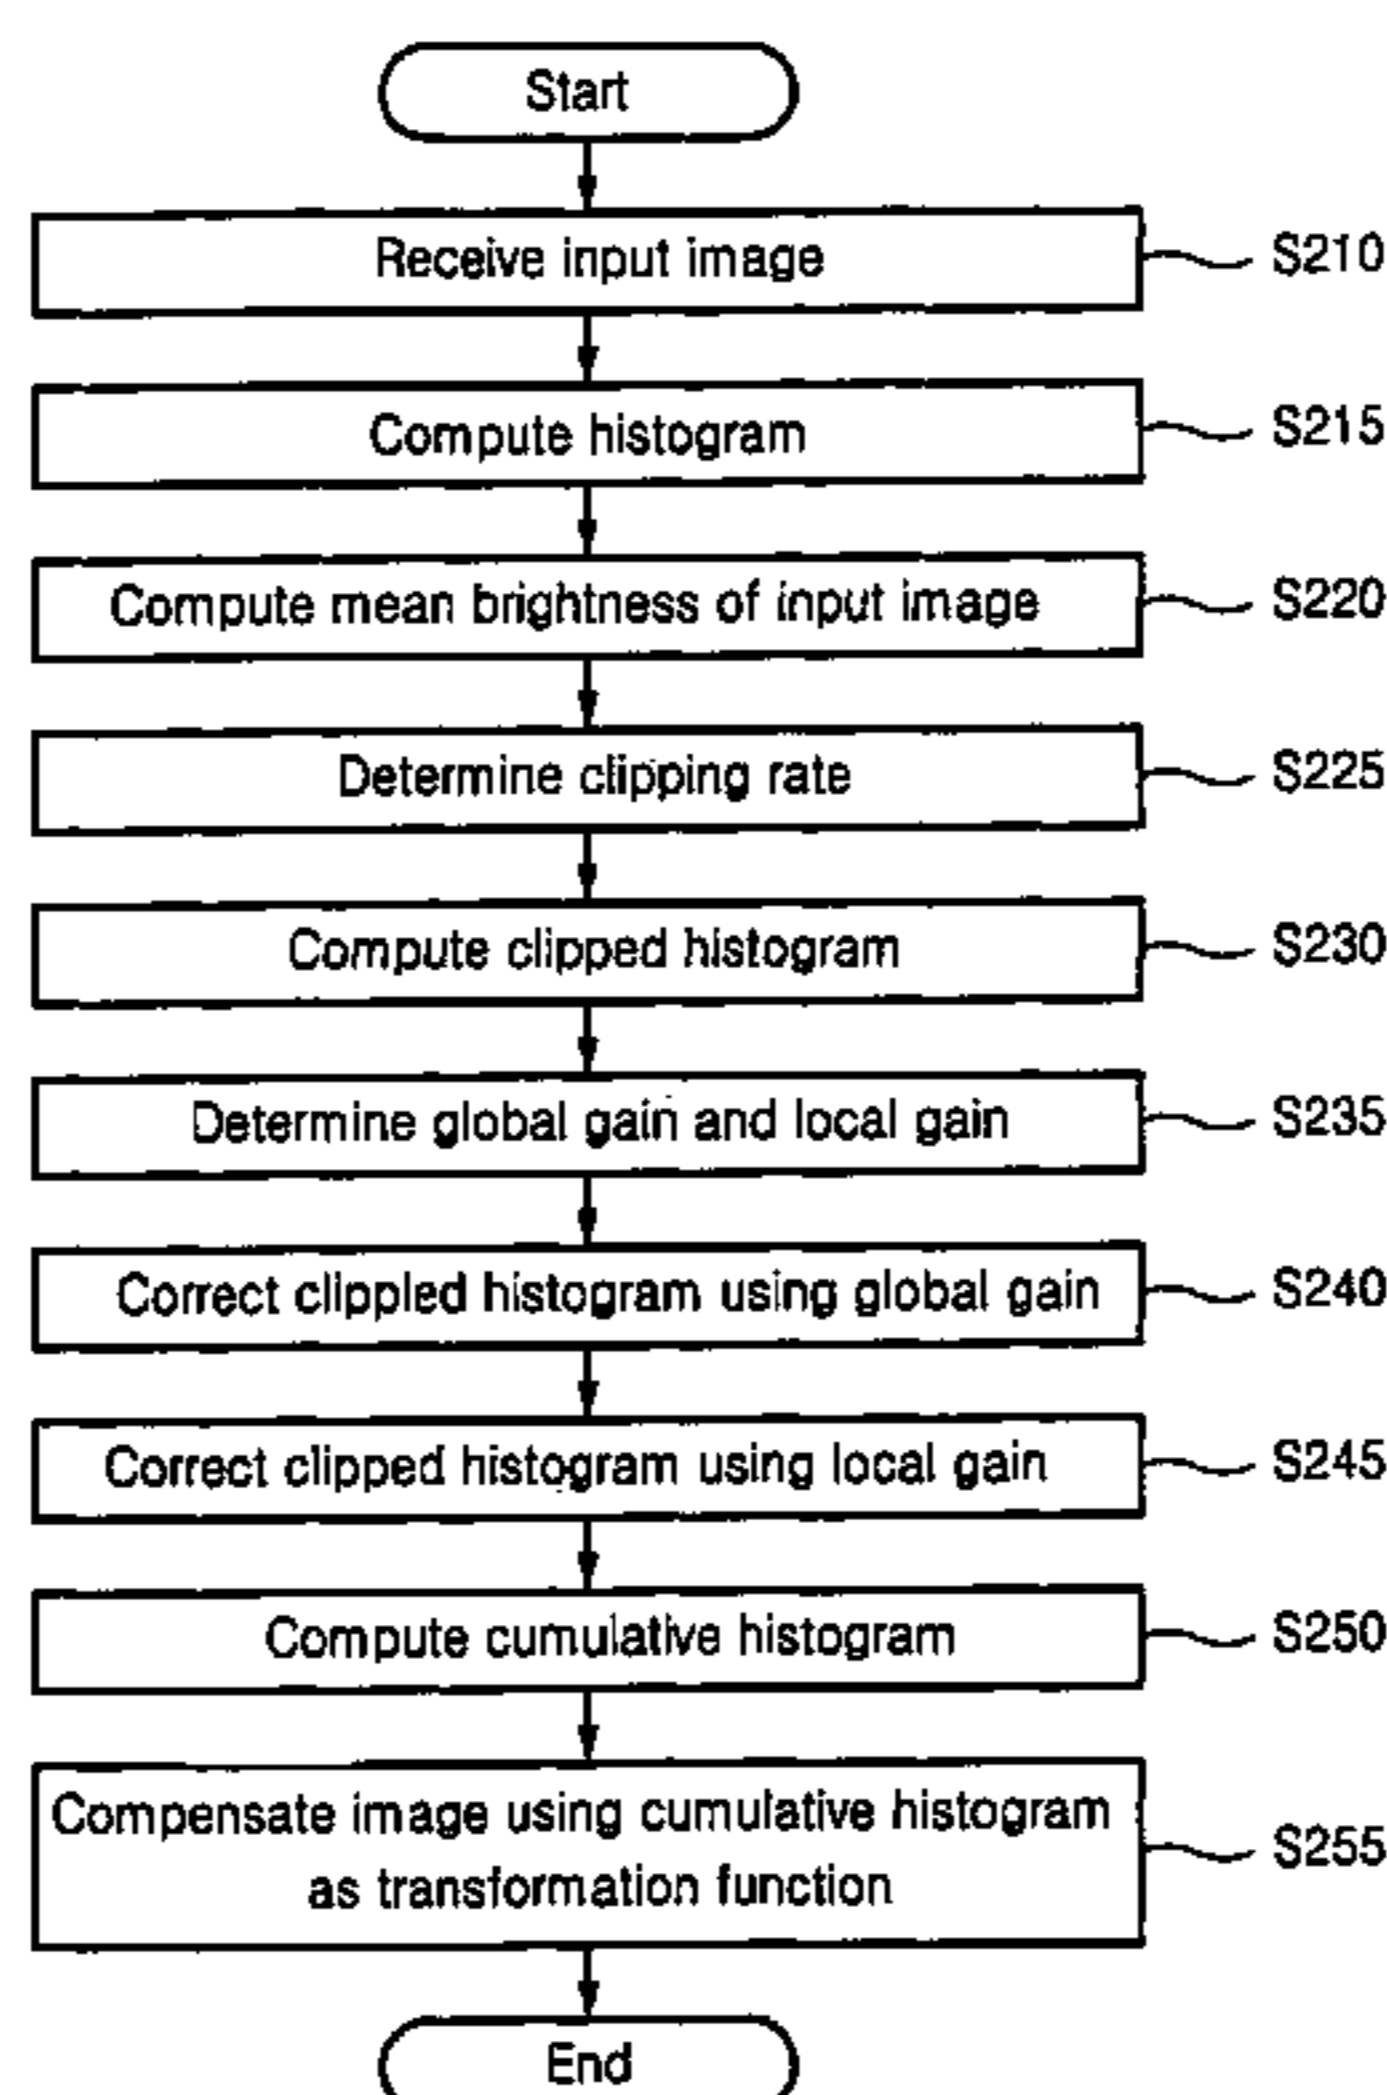 Start
Receive input image
S210
Compute histogram
S215
Compute mean brightness of input image
S220
Determine clipping rate
S225
Compute clipped histogram
S230
Determine global gain and local gain
S235
Correct clippled histogram using global gain
S240
Correct clipped histogram using local gain
S245
Compute cumulative histogram
S250
Compensate image using cumulative histogram
as transformation function
S255
End